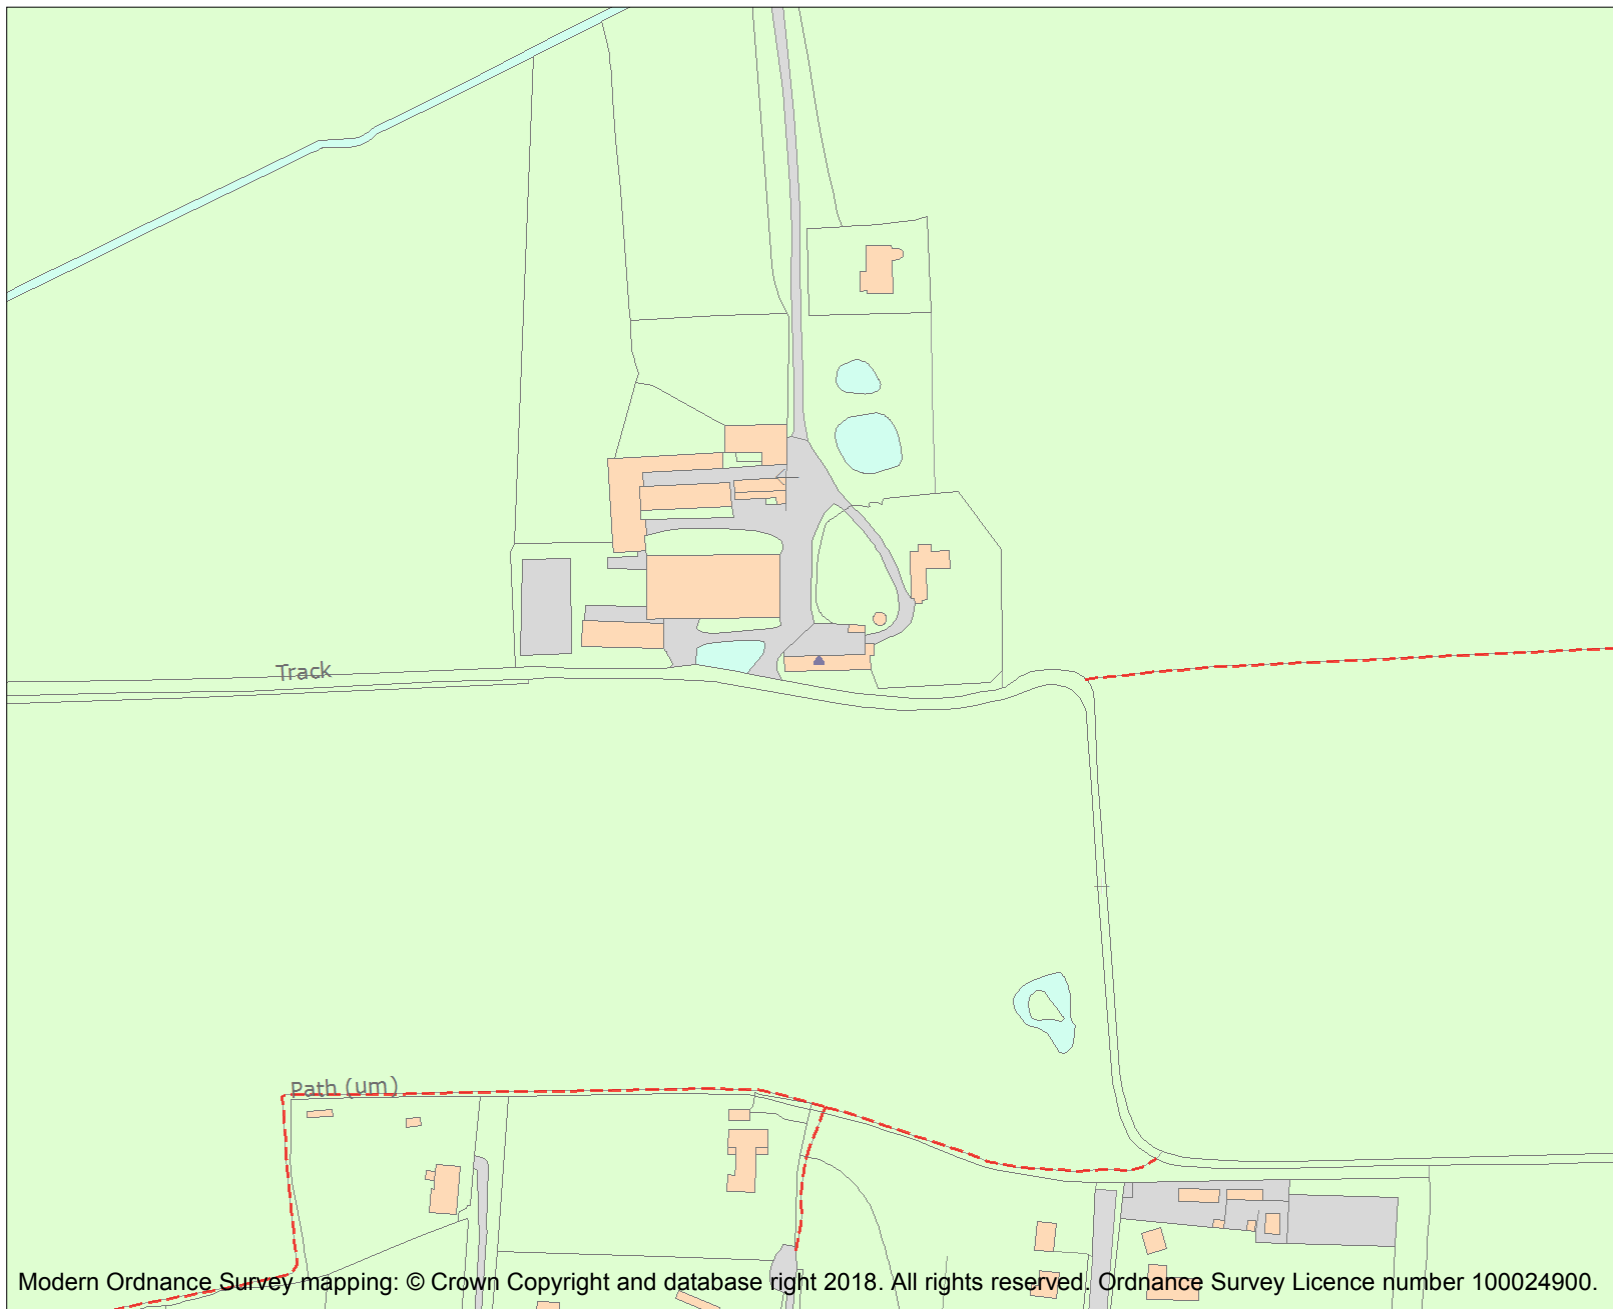 Track
Path (um)
Modern Ordnance Survey mapping: © Crown Copyright and database right 2018. All rights reserved. Ordnance Survey Licence number 100024900.